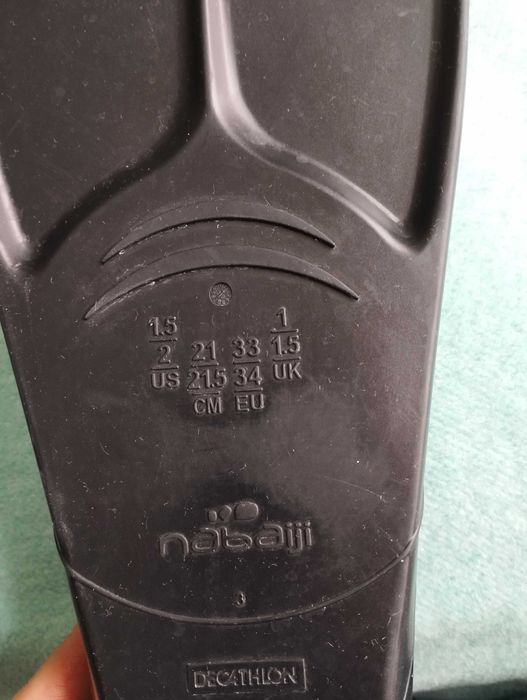 1.5 2 US
21 21.5 CM
33 34 EU
1 1.5 UK
nabaiji
3
DECATHLON